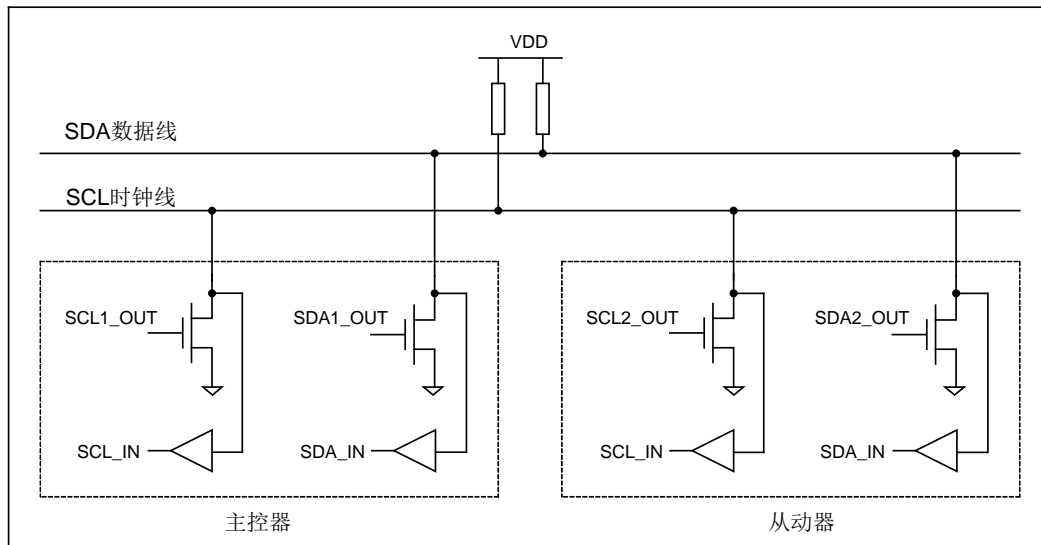 VDD
SDA数据线
SCL时钟线
SCL1_OUT
SDA1_OUT
SCL2_OUT
SDA2_OUT
SCL_IN
SDA_IN
SCL_IN
SDA_IN
主控器
从动器